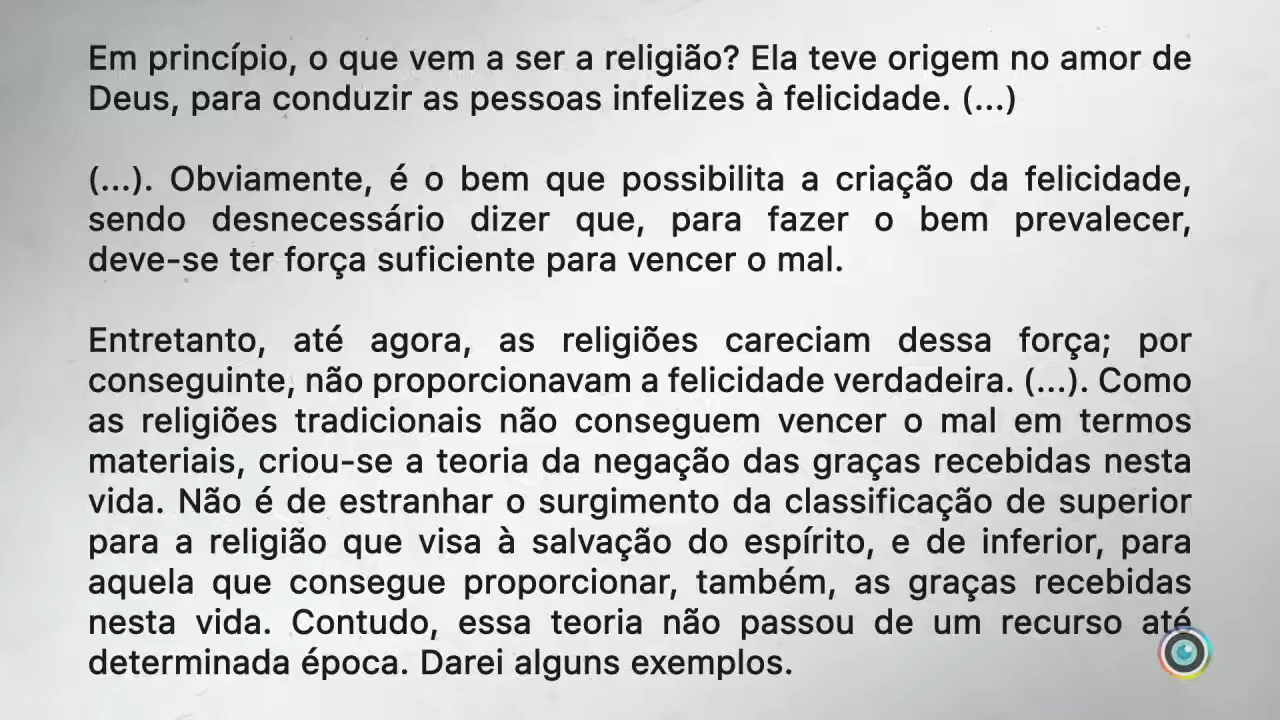 Em princípio, o que vem a ser a religião? Ela teve origem no amor de
Deus, para conduzir as pessoas infelizes à felicidade. (...)
(...). Obviamente, é o bem que possibilita a criação da felicidade,
sendo desnecessário dizer que, para fazer o bem prevalecer,
deve-se ter força suficiente para vencer o mal.
Entretanto, até agora, as religiões careciam dessa força; por
conseguinte, não proporcionavam a felicidade verdadeira. (...). Como
as religiões tradicionais não conseguem vencer o mal em termos
materiais, criou-se a teoria da negação das graças recebidas nesta
vida. Não é de estranhar o surgimento da classificação de superior
para a religião que visa à salvação do espírito, e de inferior, para
aquela que consegue proporcionar, também, as graças recebidas
nesta vida. Contudo, essa teoria não passou de um recurso até
determinada época. Darei alguns exemplos.